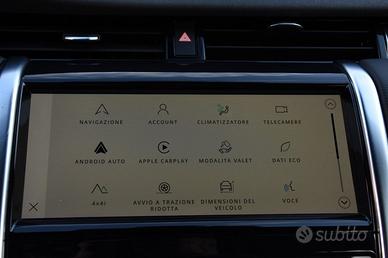 NAVIGAZIONE
ACCOUNT
CLIMATIZZATORE
TELECAMERE
ANDROID AUTO
APPLE CARPLAY
MODALITÀ VALET
DATI ECO
4x4i
AVVIO A TRAZIONE
RIDOTTA
DIMENSIONI DEL
VEICOLO
VOCE
subito